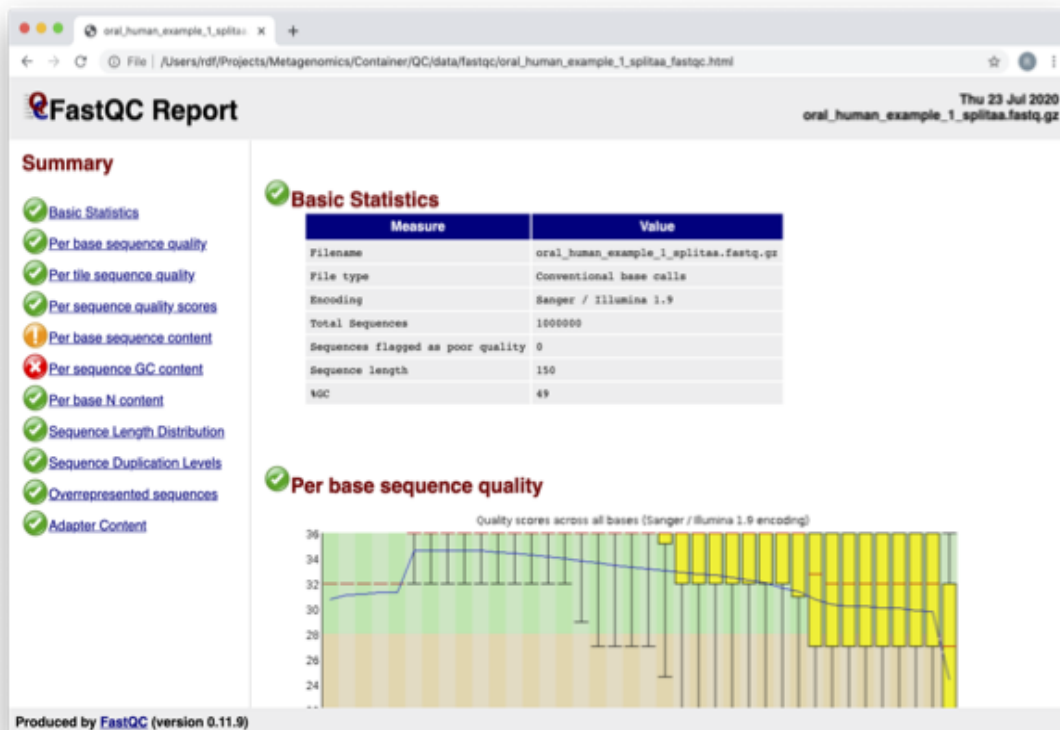 oral_human_example_1_splitaa
File | /Users/rdf/Projects/Metagenomics/Container/QC/data/fastqc/oral_human_example_1_splitaa_fastqc.html
FastQC Report
Thu 23 Jul 2020
oral_human_example_1_splitaa.fastq.gz
Summary
Basic Statistics
Per base sequence quality
Per tile sequence quality
Per sequence quality scores
Per base sequence content
Per sequence GC content
Per base N content
Sequence Length Distribution
Sequence Duplication Levels
Overrepresented sequences
Adapter Content
Basic Statistics
Measure Value
Filename oral_human_example_1_splitaa.fastq.gz
File type Conventional base calls
Encoding Sanger / Illumina 1.9
Total Sequences 1000000
Sequences flagged as poor quality 0
Sequence length 150
%GC 49
Per base sequence quality
Quality scores across all bases (Sanger / Illumina 1.9 encoding)
36
34
32
30
28
26
24
Produced by FastQC (version 0.11.9)